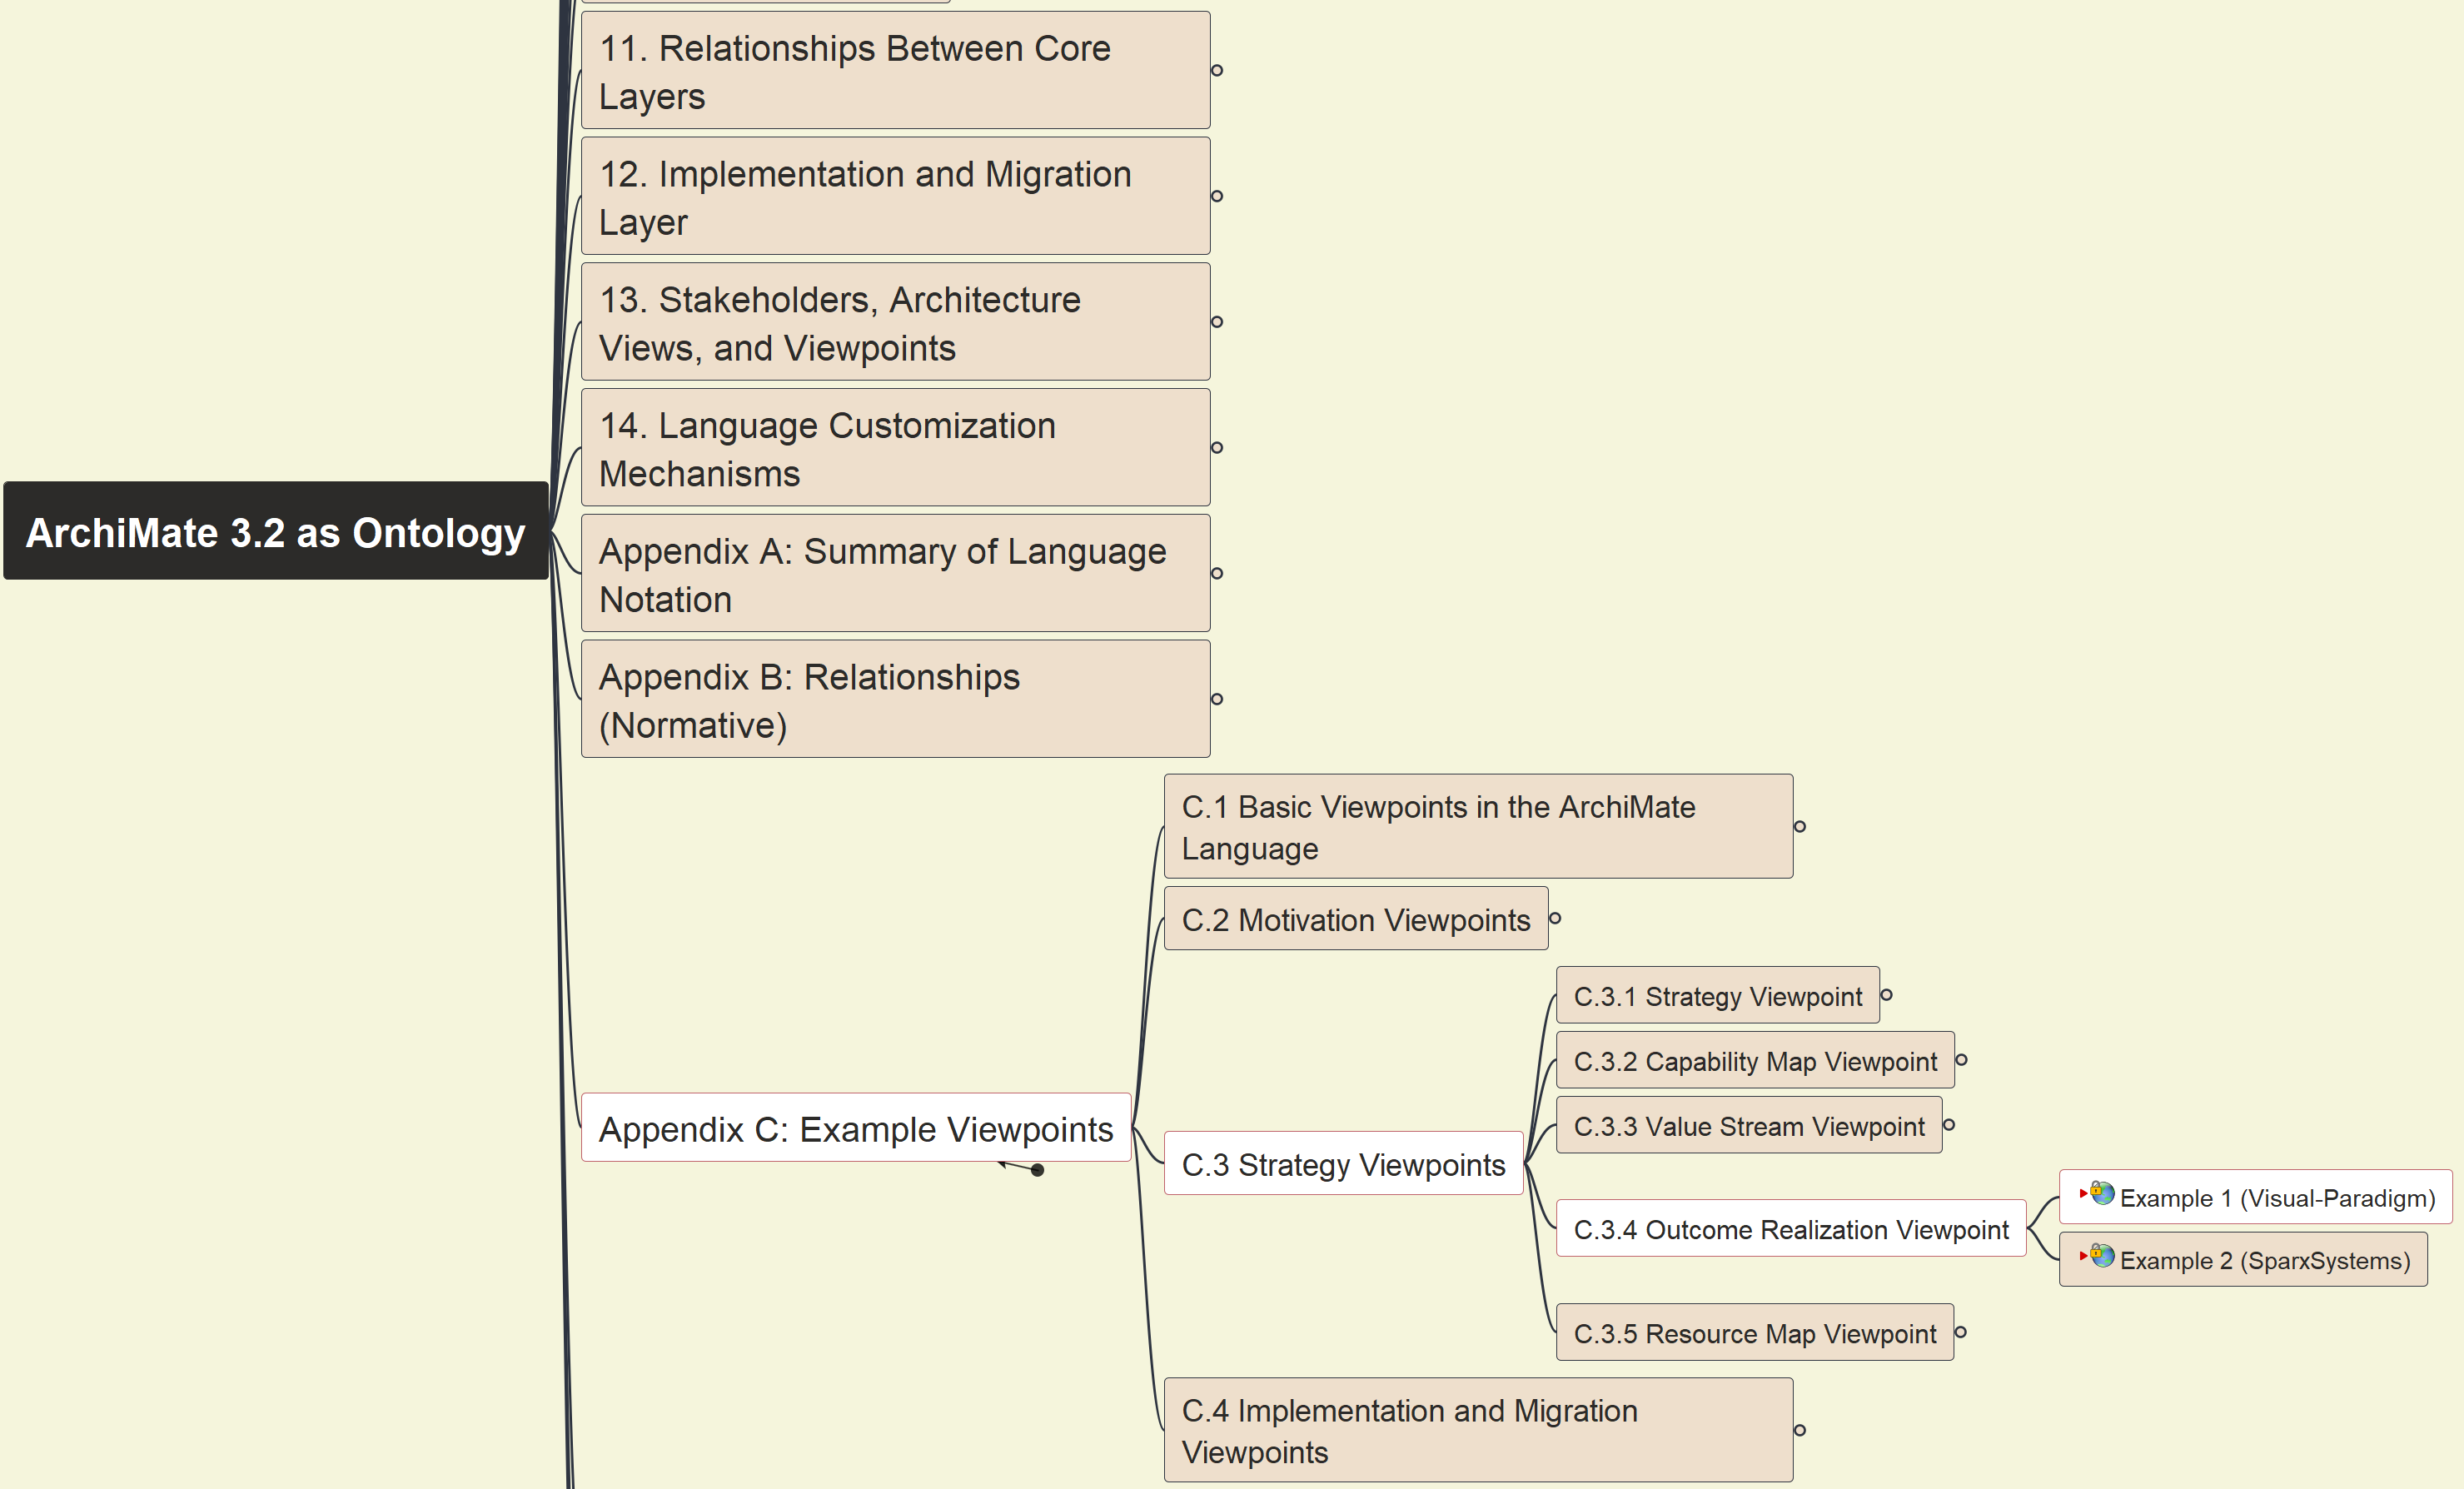 11. Relationships Between Core
Layers
12. Implementation and Migration
Layer
13. Stakeholders, Architecture
Views, and Viewpoints
14. Language Customization
Mechanisms
ArchiMate 3.2 as Ontology
Appendix A: Summary of Language
Notation
Appendix B: Relationships
(Normative)
C.1 Basic Viewpoints in the ArchiMate
Language
C.2 Motivation Viewpoints
C.3.1 Strategy Viewpoint
C.3.2 Capability Map Viewpoint
C.3.3 Value Stream Viewpoint
Appendix C: Example Viewpoints
C.3 Strategy Viewpoints
Example 1 (Visual-Paradigm)
C.3.4 Outcome Realization Viewpoint
Example 2 (SparxSystems)
C.3.5 Resource Map Viewpoint
C.4 Implementation and Migration
Viewpoints